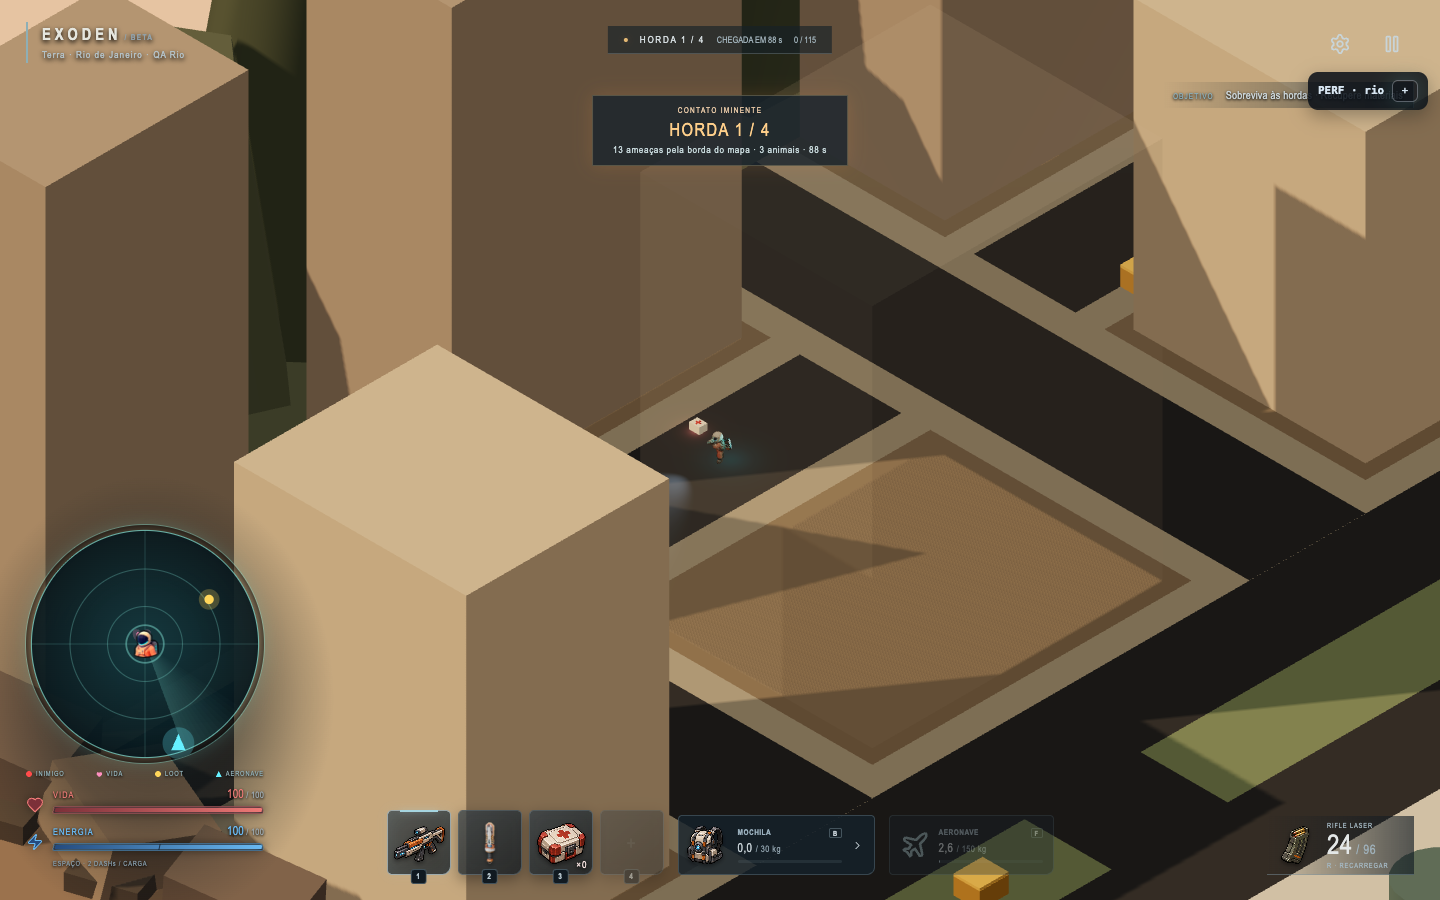 EXODEN BETA
Terra · Rio de Janeiro · QA Rio
HORDA 1 / 4 CHEGADA EM 88 s 0 / 115
CONTATO IMINENTE
HORDA 1 / 4
13 ameaças pela borda do mapa · 3 animais · 88 s
OBJETIVO Sobreviva às horda
PERF · rio +
INIMIGO VIDA LOOT AERONAVE
VIDA 100 / 100
ENERGIA 100 / 100
ESPAÇO · 2 DASHs / CARGA
×0
1 2 3 4
MOCHILA B
0,0 / 30 kg
AERONAVE F
2,6 / 150 kg
RIFLE LASER
24 / 96
R · RECARREGAR